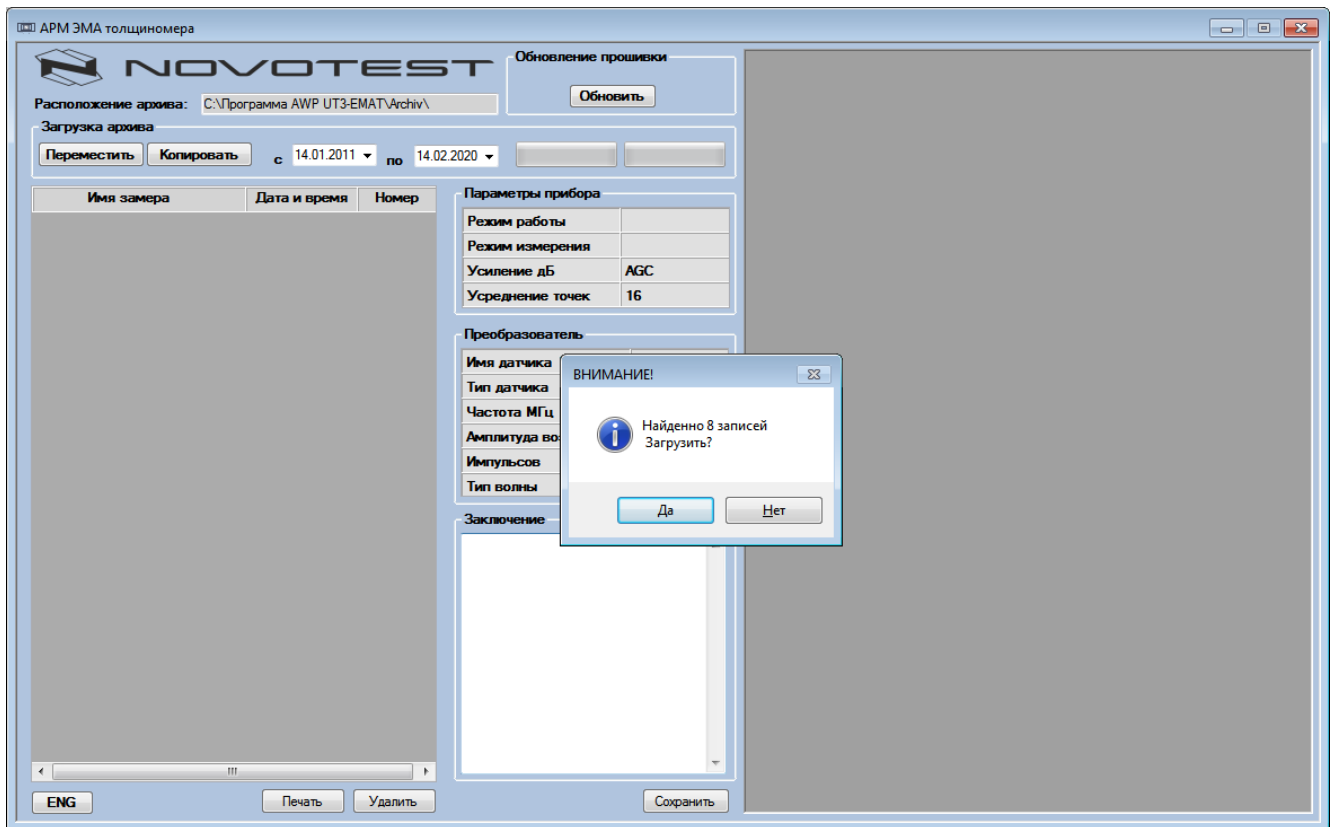 АРМ ЭМА толщиномера
NOVOTEST
Обновление прошивки
Обновить
Расположение архива: C:\Программа AWP UT3-EMAT\Archiv\
Загрузка архива
Переместить Копировать с 14.01.2011 по 14.02.2020
Имя замера Дата и время Номер
Параметры прибора
Режим работы
Режим измерения
Усиление дБ AGC
Усреднение точек 16
Преобразователь
Имя датчика
Тип датчика
Частота МГц
Амплитуда
Импульсов
Тип волны
ВНИМАНИЕ!
Найденно 8 записей
Загрузить?
Да Нет
Заключение
ENG Печать Удалить Сохранить